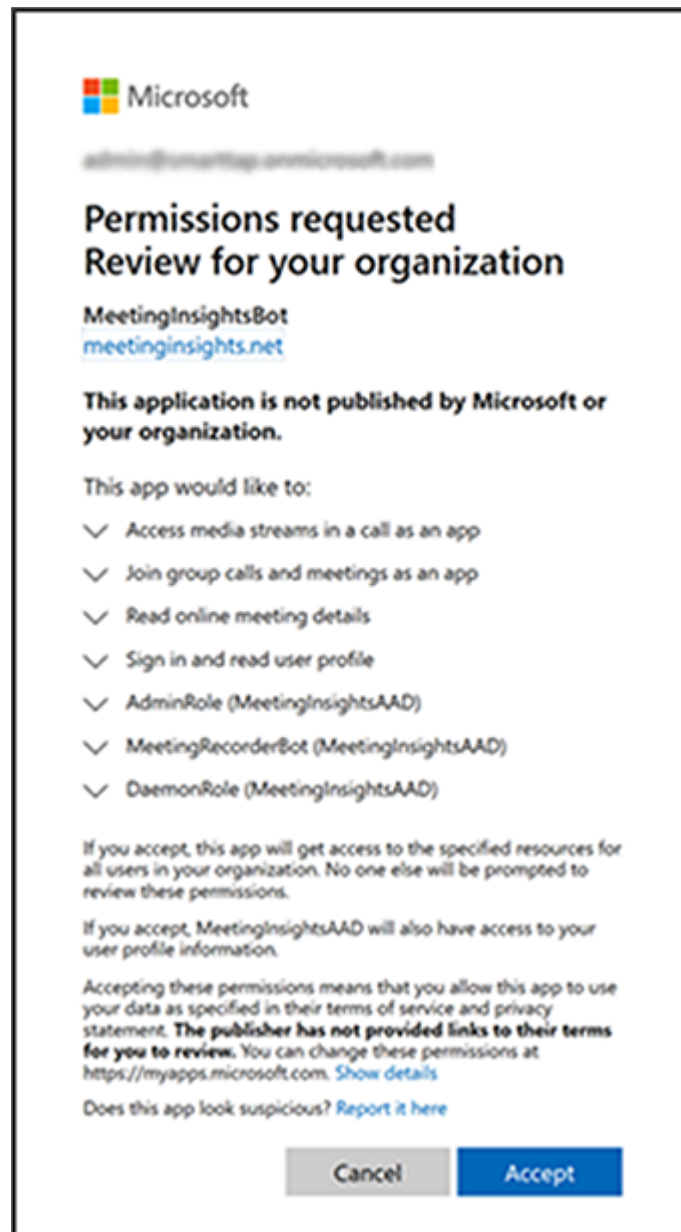 Microsoft
Permissions requested
Review for your organization
MeetingInsightsBot
meetinginsights.net
This application is not published by Microsoft or
your organization.
This app would like to:
Access media streams in a call as an app
Join group calls and meetings as an app
Read online meeting details
Sign in and read user profile
AdminRole (MeetingInsightsAAD)
MeetingRecorderBot (MeetingInsightsAAD)
DaemonRole (MeetingInsightsAAD)
If you accept, this app will get access to the specified resources for
all users in your organization. No one else will be prompted to
review these permissions.
If you accept, MeetingInsightsAAD will also have access to your
user profile information.
Accepting these permissions means that you allow this app to use
your data as specified in their terms of service and privacy
statement. The publisher has not provided links to their terms
for you to review. You can change these permissions at
https://myapps.microsoft.com. Show details
Does this app look suspicious? Report it here
Cancel Accept